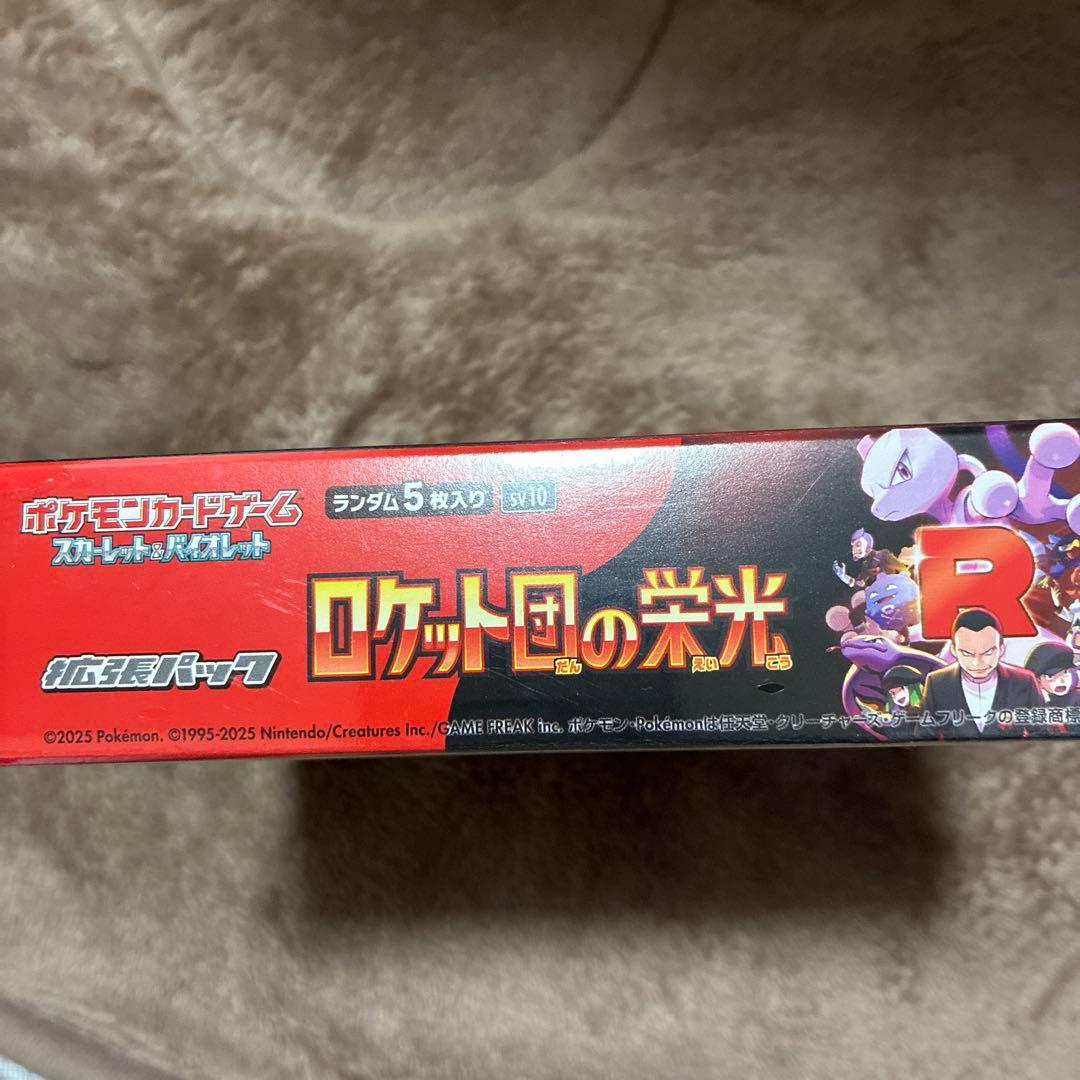 ポケモンカードゲーム
スカーレット&バイオレット
ランダム5枚入り
SV10
拡張パック
ロケット団の栄光
だん
えい
こう
R
©2025 Pokémon. ©1995-2025 Nintendo/Creatures Inc./GAME FREAK inc. ポケモン・Pokémonは任天堂・クリーチャーズ・ゲームフリークの登録商標